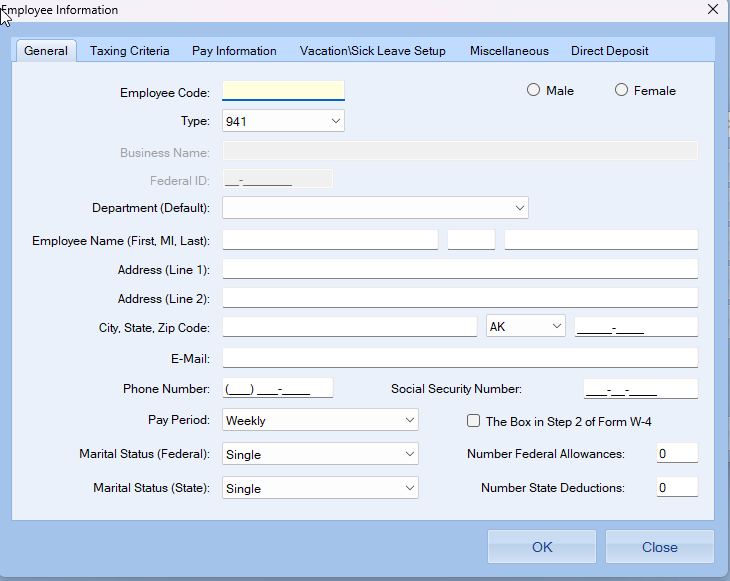 Employee Information
General Taxing Criteria Pay Information Vacation\Sick Leave Setup Miscellaneous Direct Deposit
Employee Code: Male Female
Type: 941
Business Name:
Federal ID: __-_______
Department (Default):
Employee Name (First, MI, Last):
Address (Line 1):
Address (Line 2):
City, State, Zip Code: AK _____-____
E-Mail:
Phone Number: (___) ___-____ Social Security Number: ___-__-____
Pay Period: Weekly The Box in Step 2 of Form W-4
Marital Status (Federal): Single Number Federal Allowances: 0
Marital Status (State): Single Number State Deductions: 0
OK Close